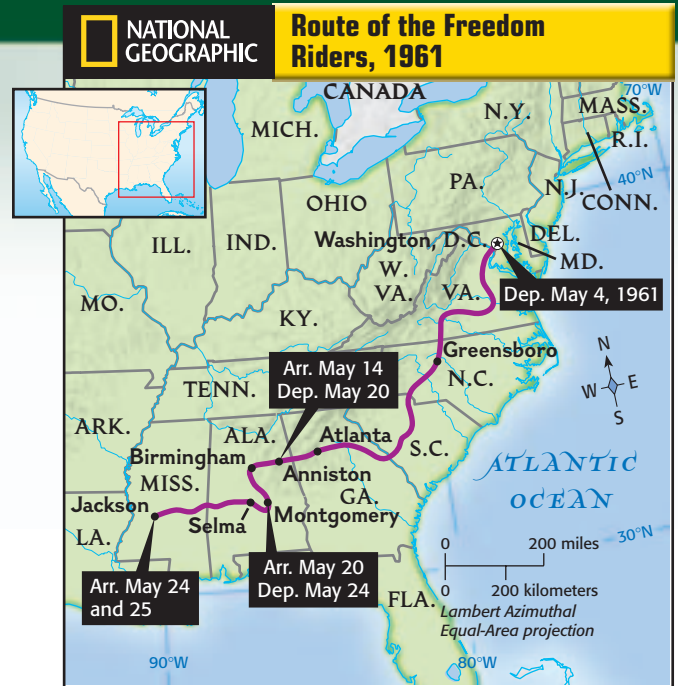 NATIONAL
GEOGRAPHIC
Route of the Freedom
Riders, 1961
CANADA
70°W
MICH.
N.Y.
MASS.
R.I.
40°N
PA.
N.J.
CONN.
OHIO
ILL.
IND.
Washington, D.C.
DEL.
MD.
W.
VA.
VA.
Dep. May 4, 1961
MO.
KY.
Greensboro
N.C.
N
W
E
S
Arr. May 14
Dep. May 20
TENN.
ARK.
ALA.
Atlanta
S.C.
Birmingham
Anniston
ATLANTIC
OCEAN
MISS.
GA.
Jackson
Selma
Montgomery
LA.
30°N
0
200 miles
0
200 kilometers
Lambert Azimuthal
Equal-Area projection
Arr. May 20
Dep. May 24
Arr. May 24
and 25
FLA.
90°W
80°W